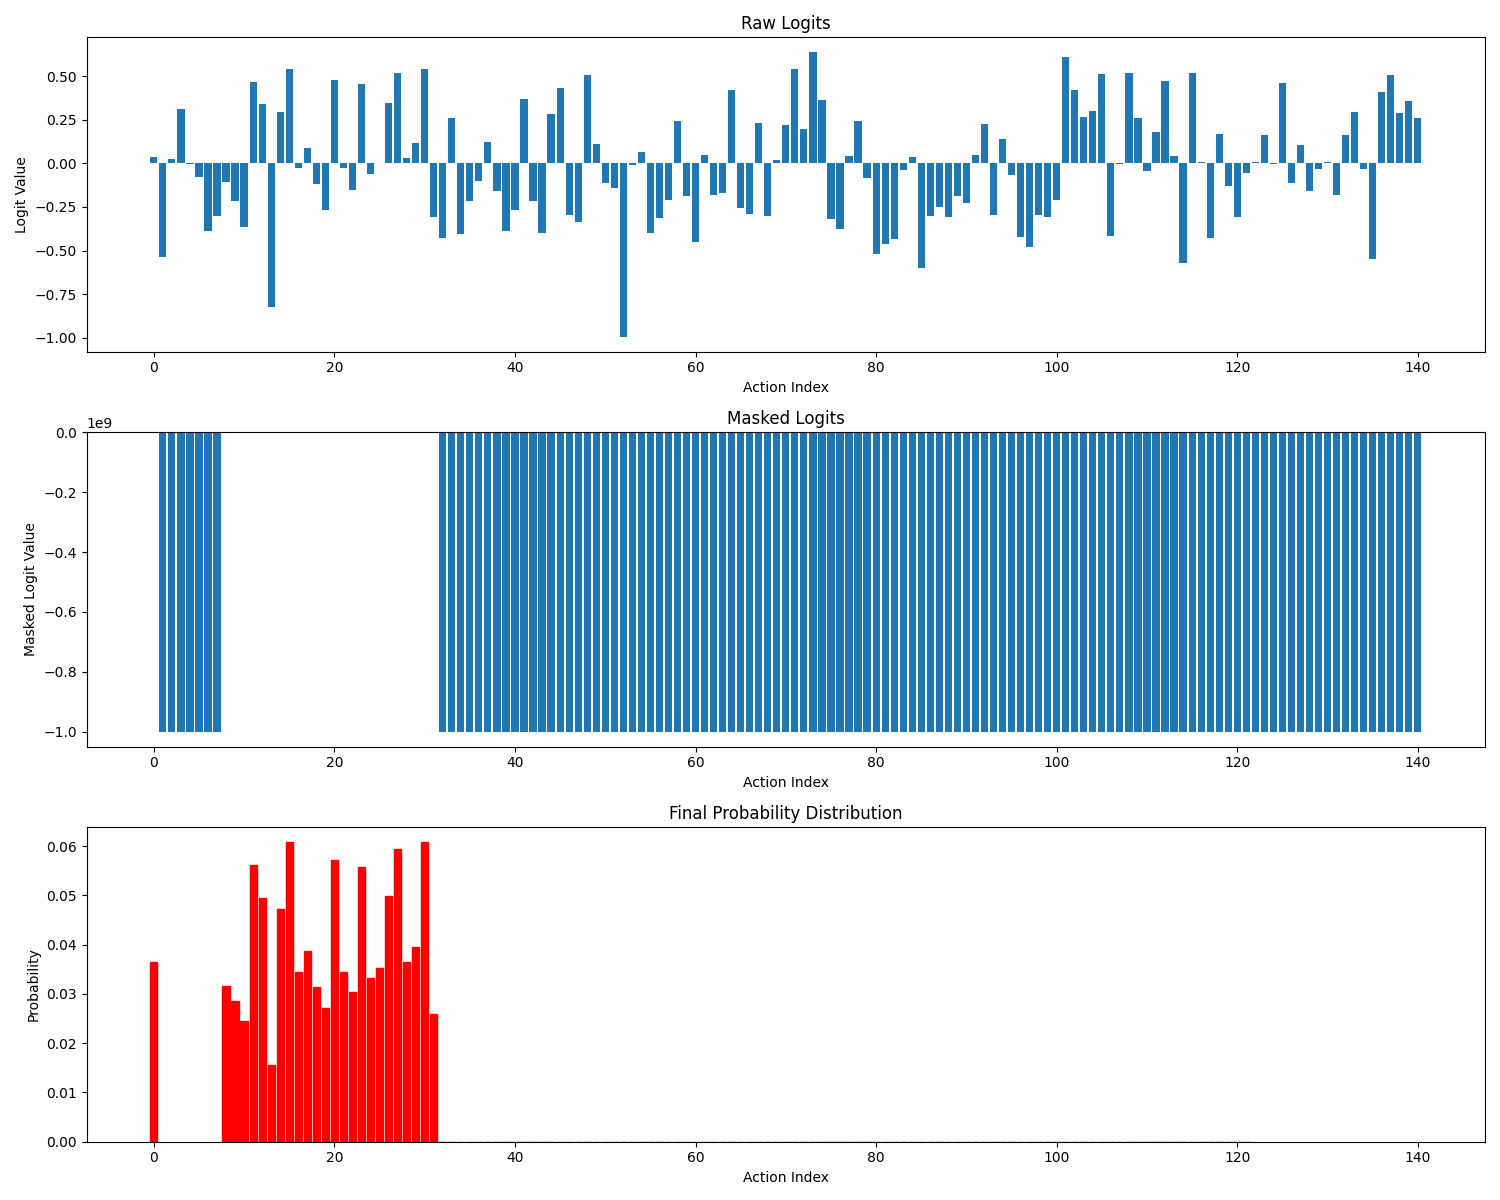 Raw Logits
0.50
0.25
0.00
−0.25
−0.50
−0.75
−1.00
Logit Value
0 20 40 60 80 100 120 140
Action Index
Masked Logits
1e9
0.0
−0.2
−0.4
−0.6
−0.8
−1.0
Masked Logit Value
0 20 40 60 80 100 120 140
Action Index
Final Probability Distribution
0.06
0.05
0.04
0.03
0.02
0.01
0.00
Probability
0 20 40 60 80 100 120 140
Action Index